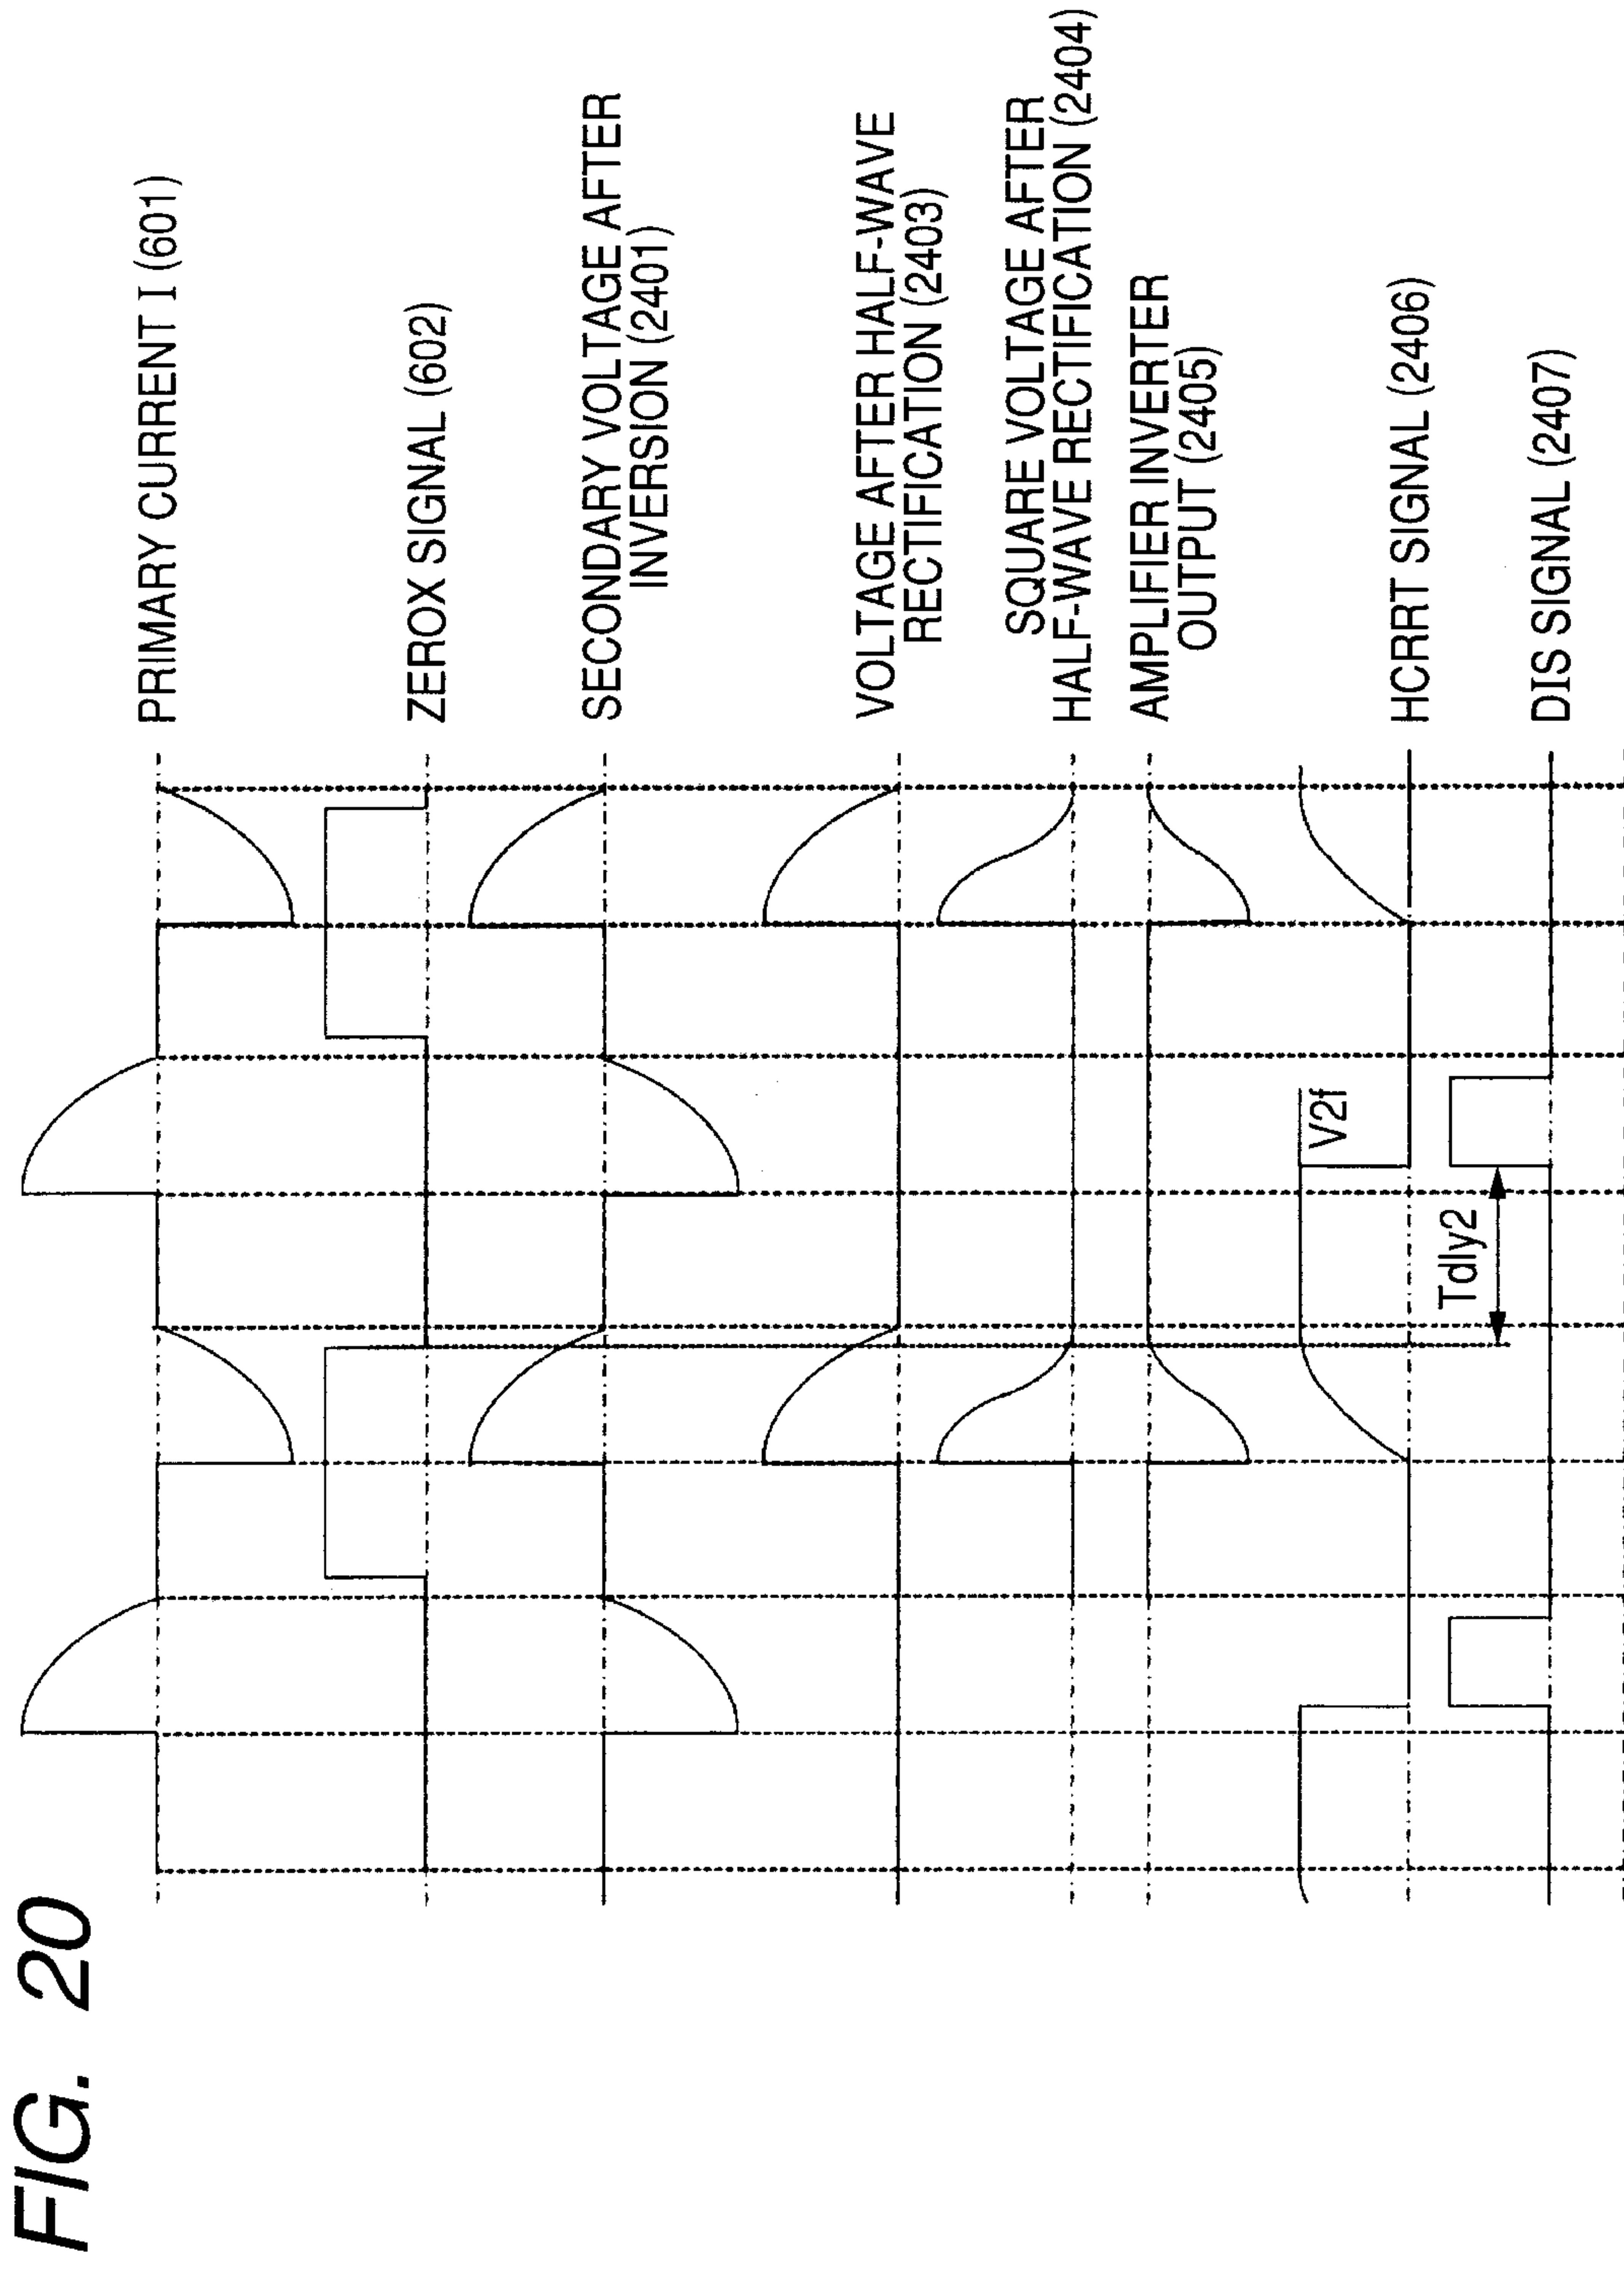 FIG. 20
PRIMARY CURRENT I (601)
ZEROX SIGNAL (602)
SECONDARY VOLTAGE AFTER
INVERSION (2401)
VOLTAGE AFTER HALF-WAVE
RECTIFICATION (2403)
SQUARE VOLTAGE AFTER
HALF-WAVE RECTIFICATION (2404)
AMPLIFIER INVERTER
OUTPUT (2405)
V2f
HCRRT SIGNAL (2406)
Tdly2
DIS SIGNAL (2407)